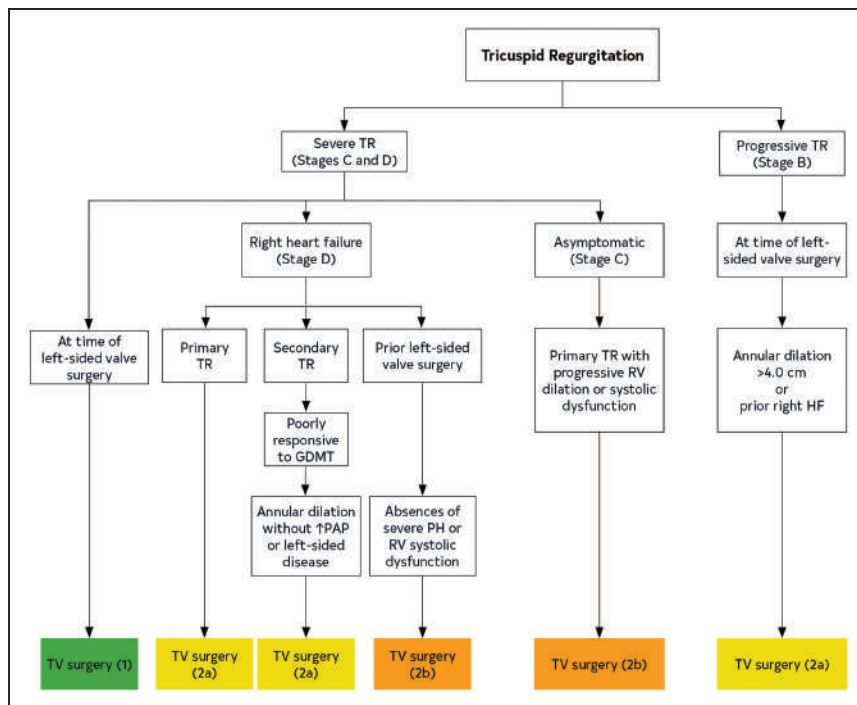 Tricuspid Regurgitation
Severe TR
(Stages C and D)
Progressive TR
(Stage B)
Right heart failure
(Stage D)
Asymptomatic
(Stage C)
At time of left-
sided valve surgery
At time of
left-sided valve
surgery
Primary
TR
Secondary
TR
Prior left-sided
valve surgery
Primary TR with
progressive RV
dilation or systolic
dysfunction
Annular dilation
>4.0 cm
or
prior right HF
Poorly
responsive
to GDMT
Annular dilation
without ↑PAP
or left-sided
disease
Absences of
severe PH or
RV systolic
dysfunction
TV surgery (1)
TV surgery
(2a)
TV surgery
(2a)
TV surgery
(2b)
TV surgery (2b)
TV surgery (2a)